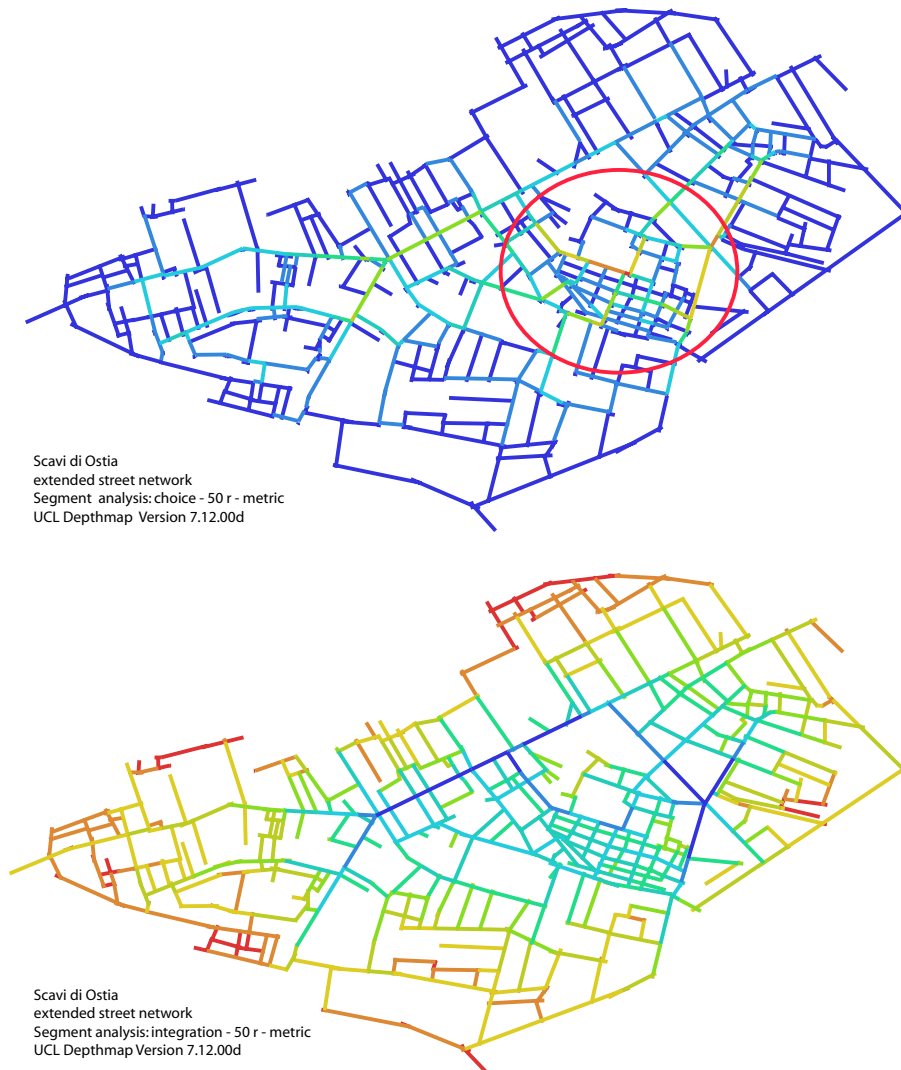 Scavi di Ostia
extended street network
Segment analysis: choice - 50 r - metric
UCL Depthmap Version 7.12.00d
Scavi di Ostia
extended street network
Segment analysis: integration - 50 r - metric
UCL Depthmap Version 7.12.00d